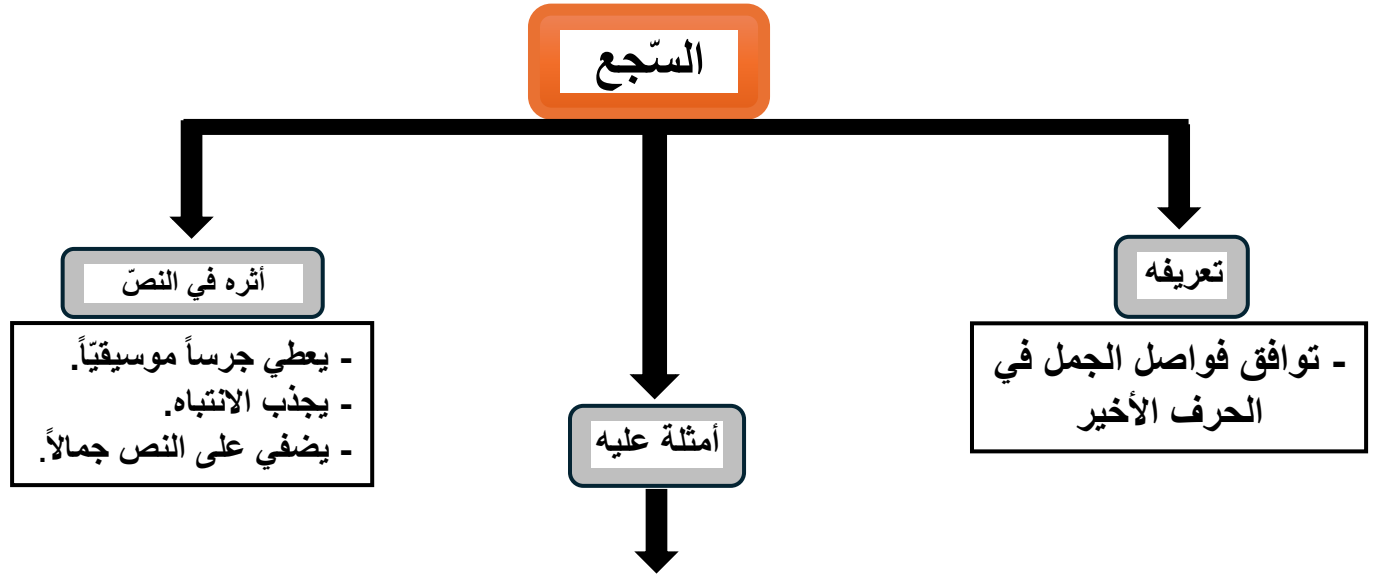 السّجع
تعريفه
- توافق فواصل الجمل في
الحرف الأخير
أمثلة عليه
أثره في النصّ
- يعطي جرساً موسيقيّاً.
- يجذب الانتباه.
- يضفي على النص جمالاً.